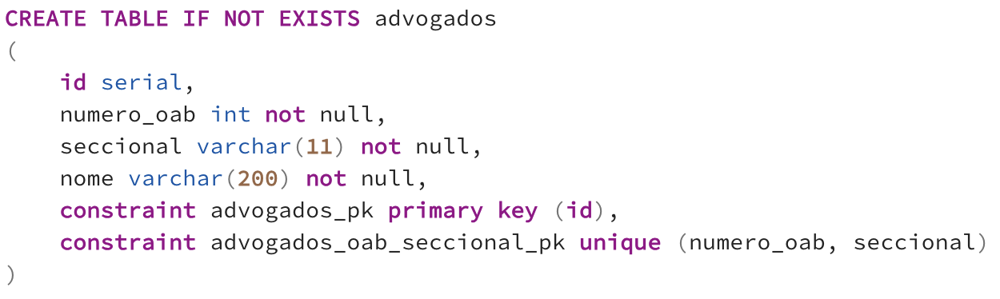 CREATE TABLE IF NOT EXISTS advogados
(
    id serial,
    numero_oab int not null,
    seccional varchar(11) not null,
    nome varchar(200) not null,
    constraint advogados_pk primary key (id),
    constraint advogados_oab_seccional_pk unique (numero_oab, seccional)
)